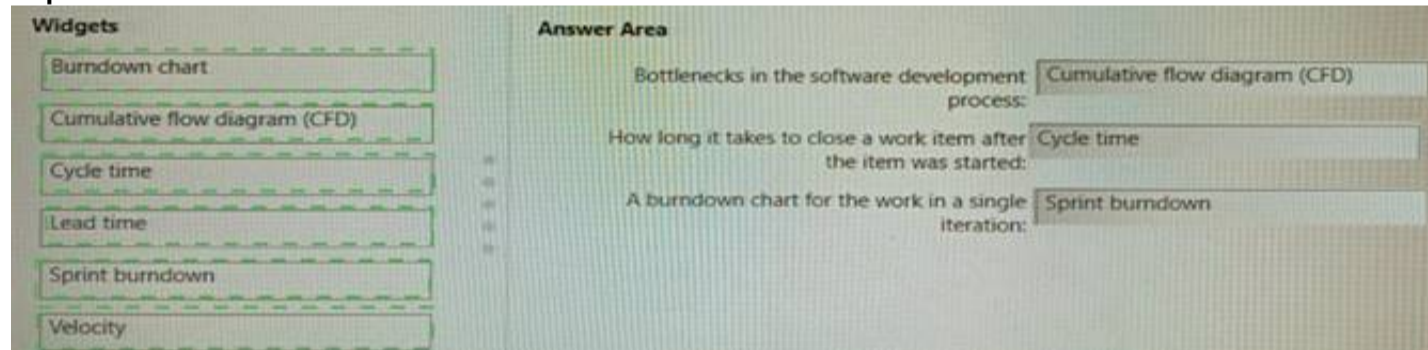 Widgets
Burndown chart
Cumulative flow diagram (CFD)
Cycle time
Lead time
Sprint burndown
Velocity
Answer Area
Bottlenecks in the software development
process:
Cumulative flow diagram (CFD)
How long it takes to close a work item after
the item was started:
Cycle time
A burndown chart for the work in a single
iteration:
Sprint burndown